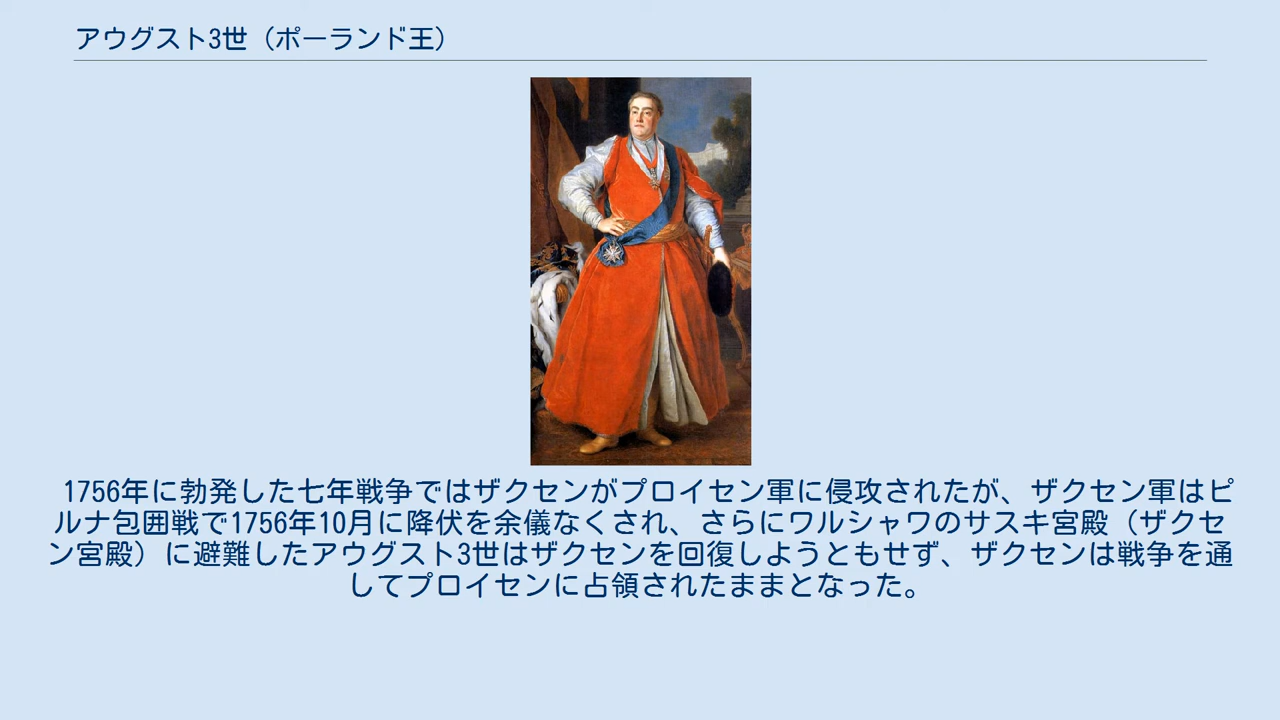 アウグスト3世（ポーランド王）
1756年に勃発した七年戦争ではザクセンがプロイセン軍に侵攻されたが、ザクセン軍はピ
ルナ包囲戦で1756年10月に降伏を余儀なくされ、さらにワルシャワのサスキ宮殿（ザクセ
ン宮殿）に避難したアウグスト3世はザクセンを回復しようともせず、ザクセンは戦争を通
してプロイセンに占領されたままとなった。